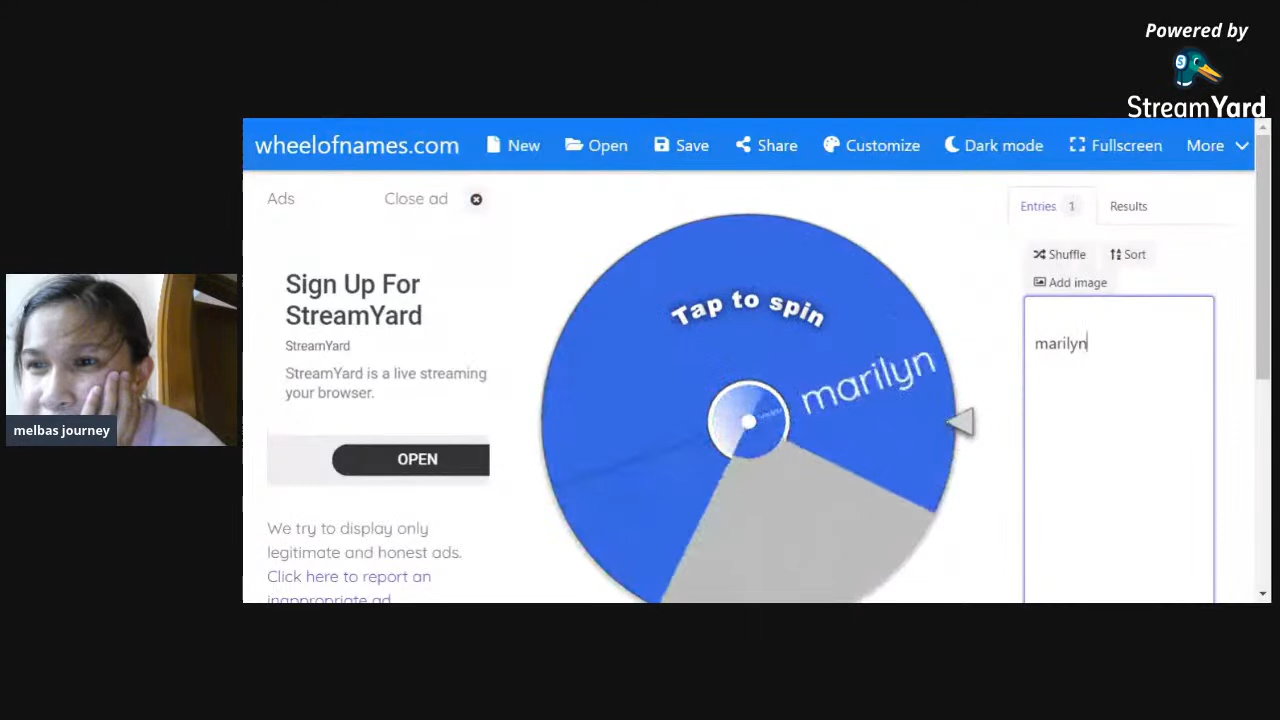 Powered by
StreamYard
wheelofnames.com New Open Save Share Customize Dark mode Fullscreen More
Ads Close ad
Entries 1 Results
Shuffle Sort
Add image
Sign Up For
StreamYard
StreamYard
StreamYard is a live streaming
your browser.
OPEN
We try to display only
legitimate and honest ads.
Click here to report an
inappropriate ad
Tap to spin
marilyn
marilyn
melbas journey